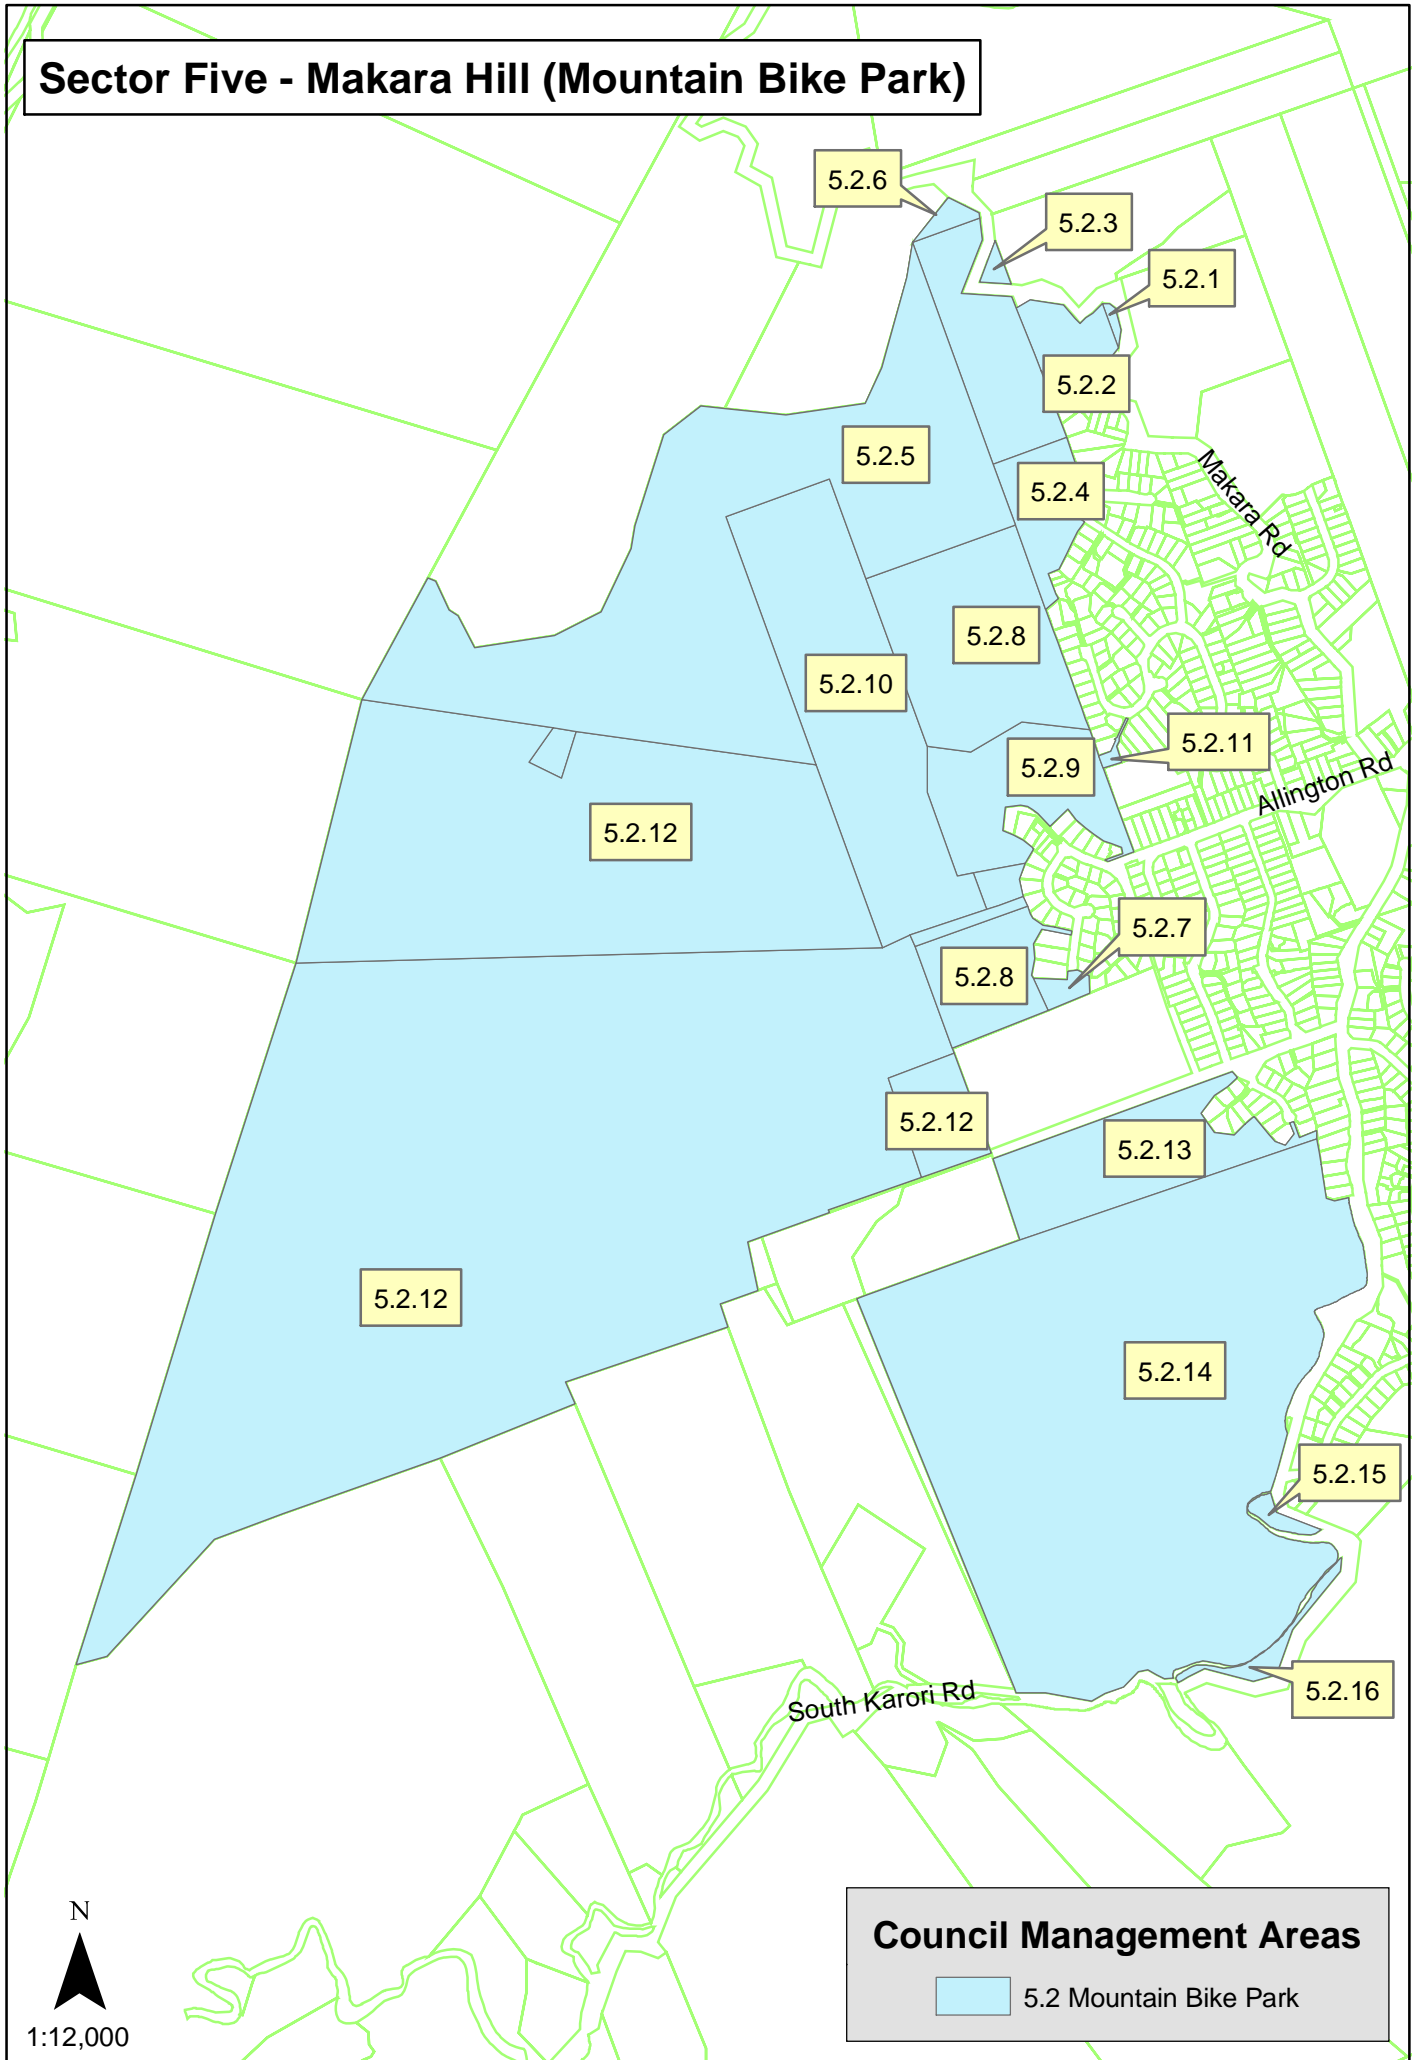 Sector Five - Makara Hill (Mountain Bike Park)
5.2.6
5.2.3
5.2.1
5.2.2
5.2.5
5.2.4
Makara Rd
5.2.8
5.2.10
5.2.11
5.2.9
Allington Rd
5.2.12
5.2.7
5.2.8
5.2.12
5.2.13
5.2.12
5.2.14
5.2.15
5.2.16
South Karori Rd
N
1:12,000
Council Management Areas
5.2 Mountain Bike Park